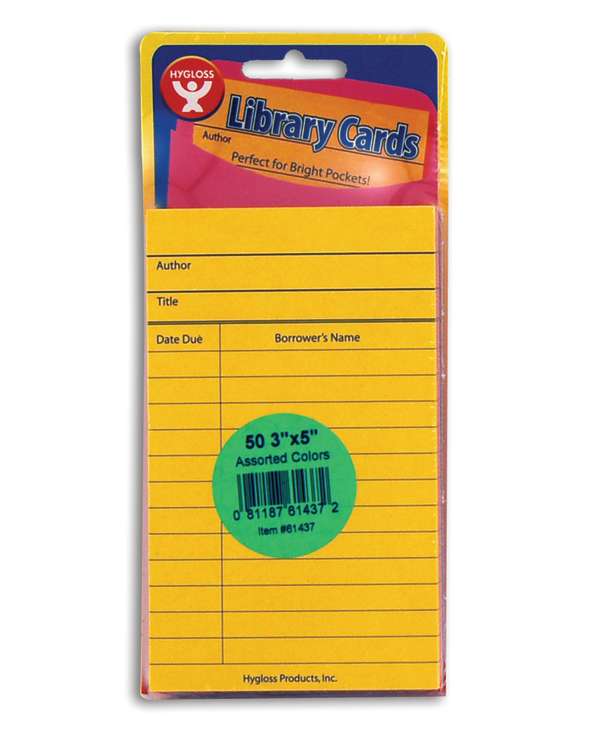 HYGLOSS
Library Cards
Author
Perfect for Bright Pockets!
Author
Title
Date Due Borrower's Name
50 3"x5"
Assorted Colors
0 81187 61437 2
Item #61437
Hygloss Products, Inc.